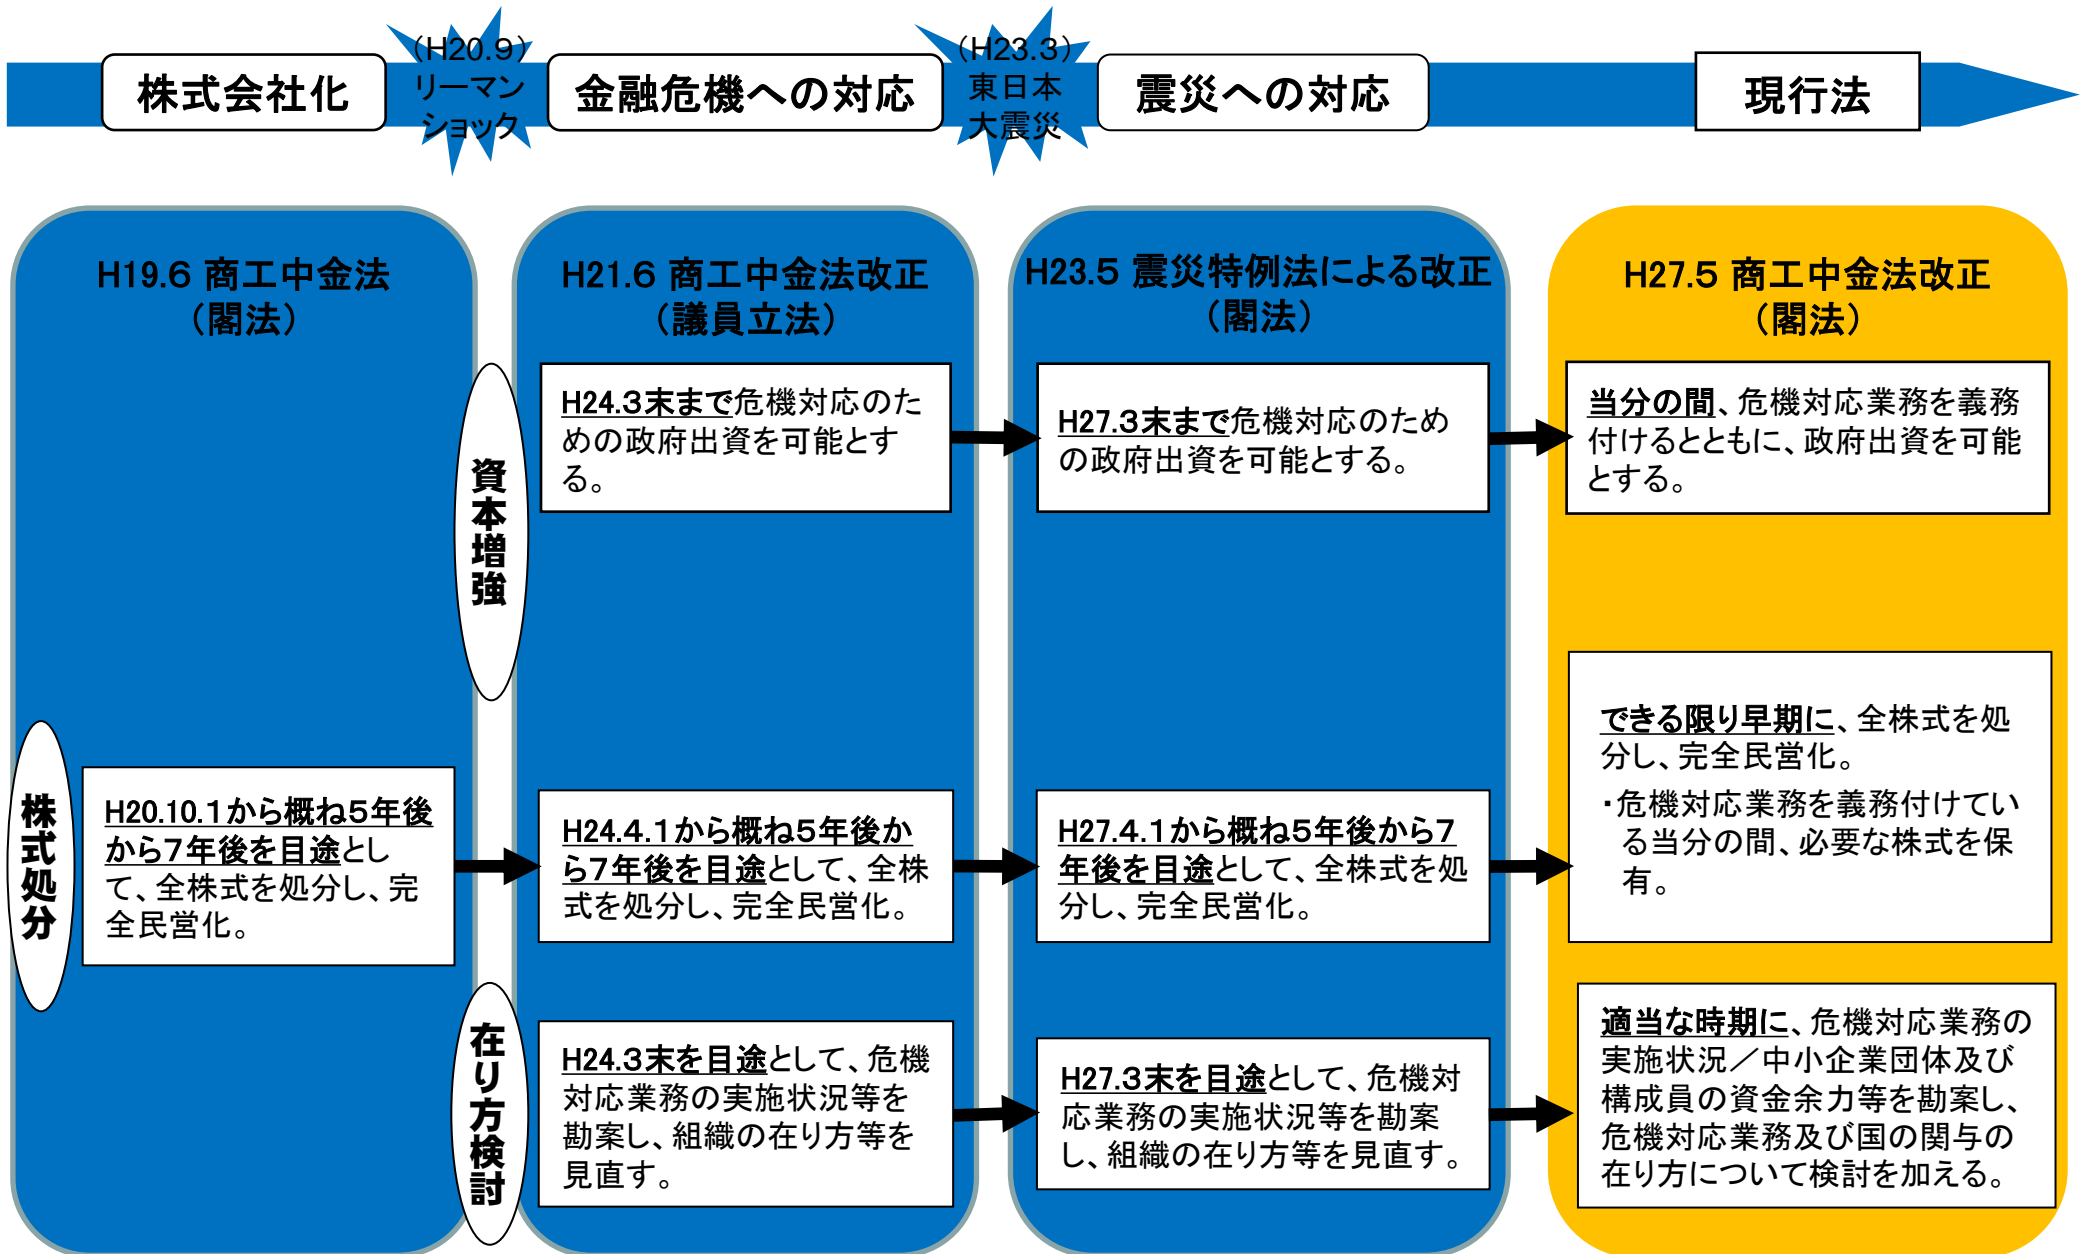 株式会社化
（H20.9）
リーマン
ショック
金融危機への対応
（H23.3）
東日本
大震災
震災への対応
現行法
H19.6 商工中金法
（閣法）
H21.6 商工中金法改正
（議員立法）
H23.5 震災特例法による改正
（閣法）
H27.5 商工中金法改正
（閣法）
資本増強
H24.3末まで危機対応のた
めの政府出資を可能とす
る。
H27.3末まで危機対応のため
の政府出資を可能とする。
当分の間、危機対応業務を義務
付けるとともに、政府出資を可能
とする。
株式処分
H20.10.1から概ね5年後
から7年後を目途とし
て、全株式を処分し、完
全民営化。
H24.4.1から概ね5年後か
ら7年後を目途として、全株
式を処分し、完全民営化。
H27.4.1から概ね5年後から7
年後を目途として、全株式を処
分し、完全民営化。
できる限り早期に、全株式を処
分し、完全民営化。
・危機対応業務を義務付けてい
る当分の間、必要な株式を保
有。
在り方検討
H24.3末を目途として、危機
対応業務の実施状況等を
勘案し、組織の在り方等を
見直す。
H27.3末を目途として、危機対
応業務の実施状況等を勘案
し、組織の在り方等を見直す。
適当な時期に、危機対応業務の
実施状況／中小企業団体及び
構成員の資金余力等を勘案し、
危機対応業務及び国の関与の
在り方について検討を加える。